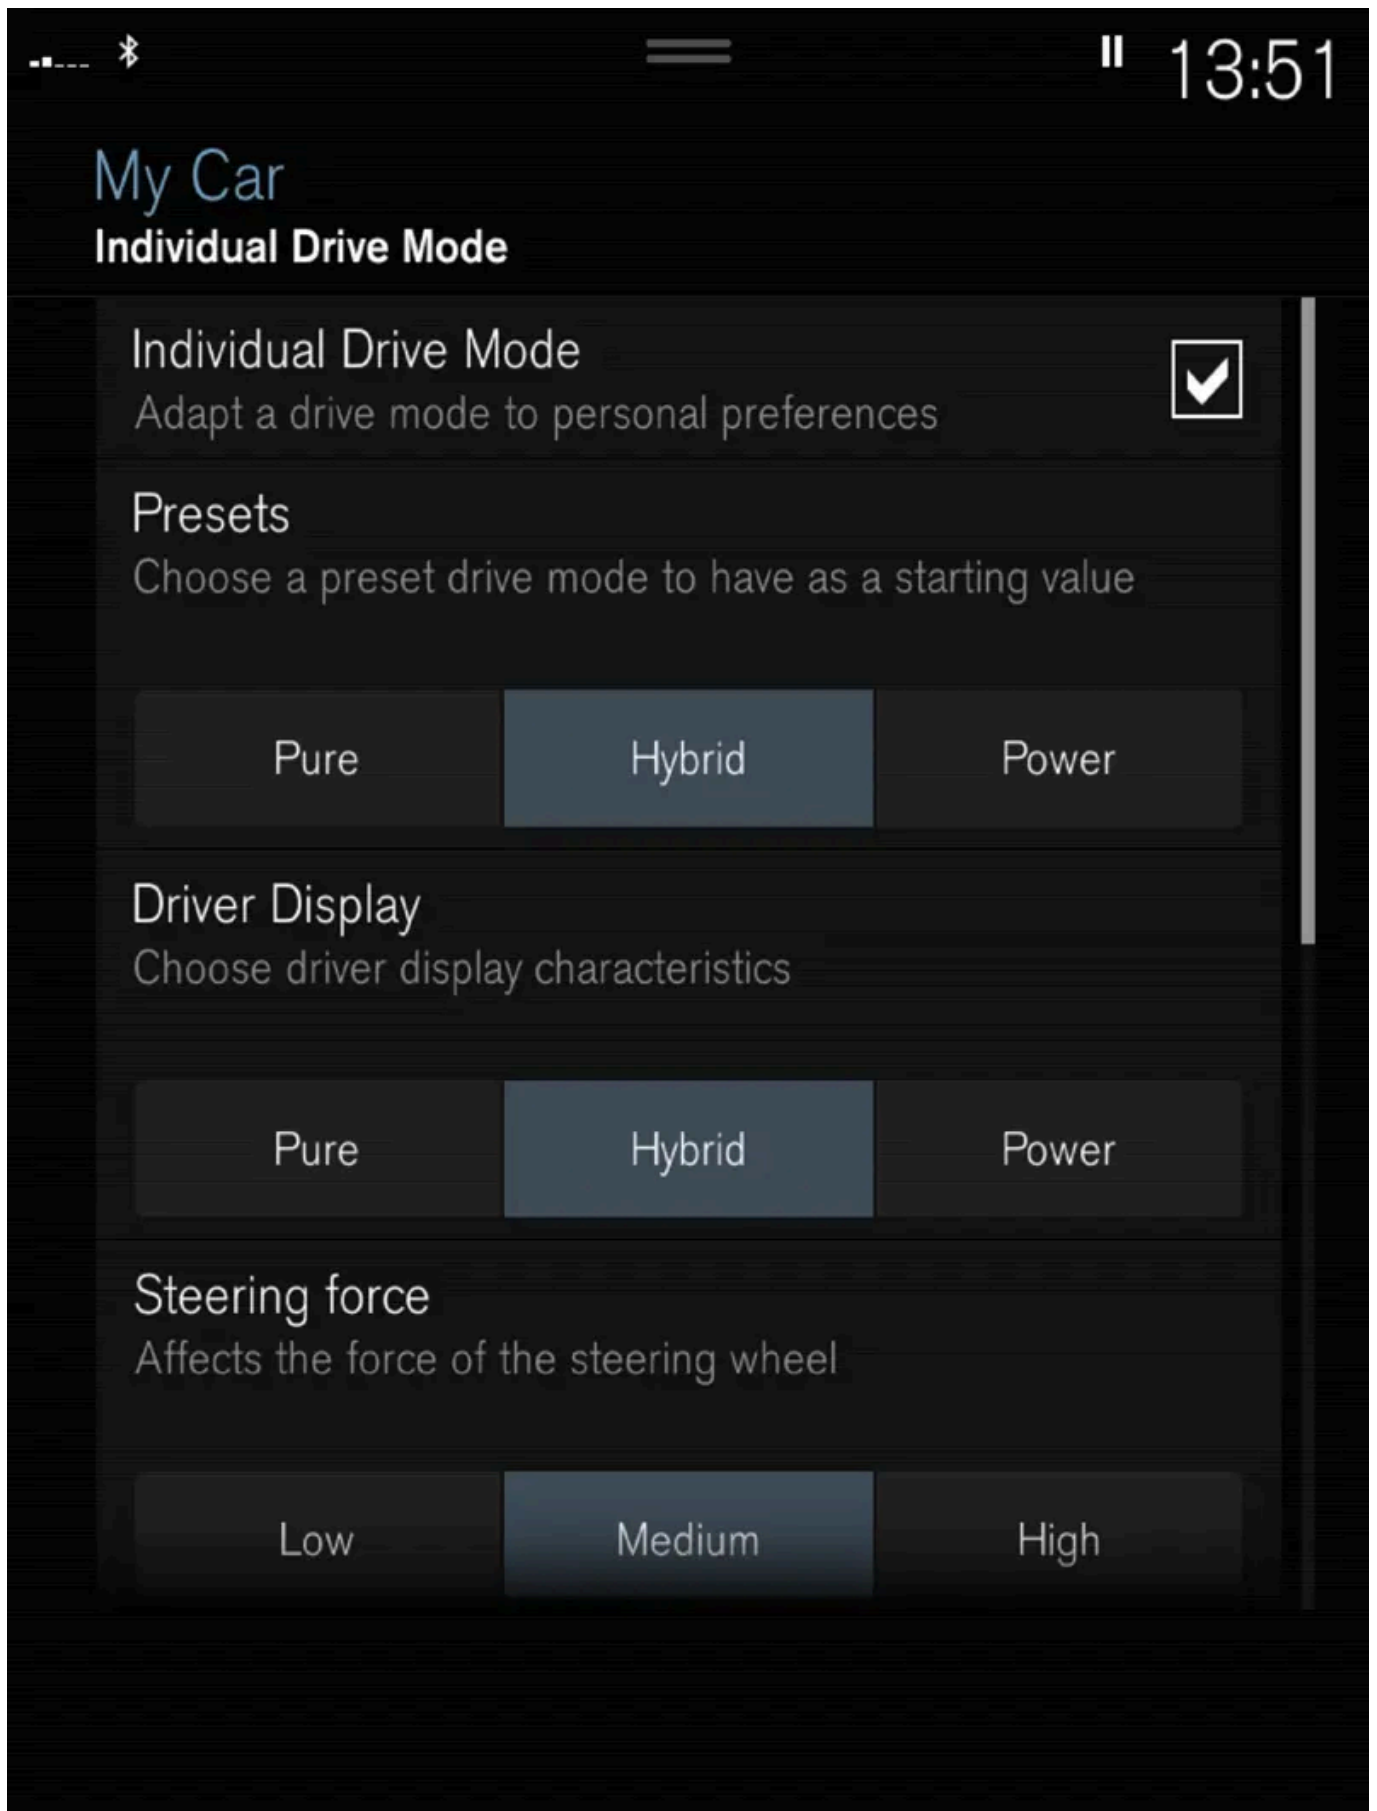 13:51
My Car
Individual Drive Mode
Individual Drive Mode
Adapt a drive mode to personal preferences
Presets
Choose a preset drive mode to have as a starting value
Pure Hybrid Power
Driver Display
Choose driver display characteristics
Pure Hybrid Power
Steering force
Affects the force of the steering wheel
Low Medium High